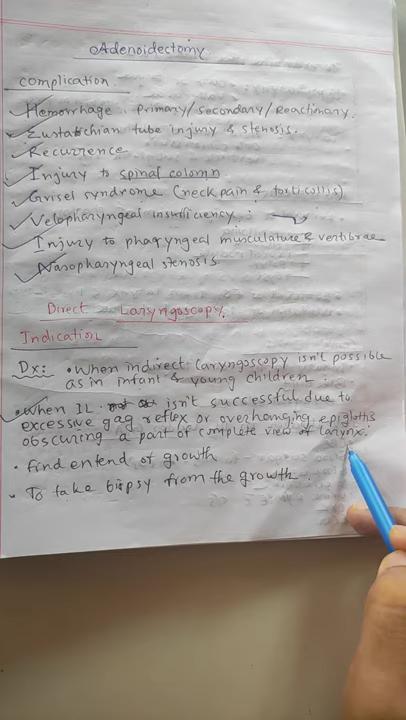 Adenoidectomy
complication
Hemorrhage : primary/secondary/Reactionary.
Eustatchian tube injury & stenosis.
Recurrence
Injury to spinal colomn
Grisel syndrome (neck pain & torticollis)
Velopharyngeal insufficiency :
Injury to pharyngeal musculature & vertibrae
Nasopharyngeal stenosis
Direct Laryngoscopy.
Indication
Dx: • When indirect laryngoscopy isn't possible
as in infant & young children.
• When IL isn't successful due to
excessive gag reflex or overhanging epiglottis
obscuring a part of complete view of larynx.
• find entend of growth
• To take biopsy from the growth.